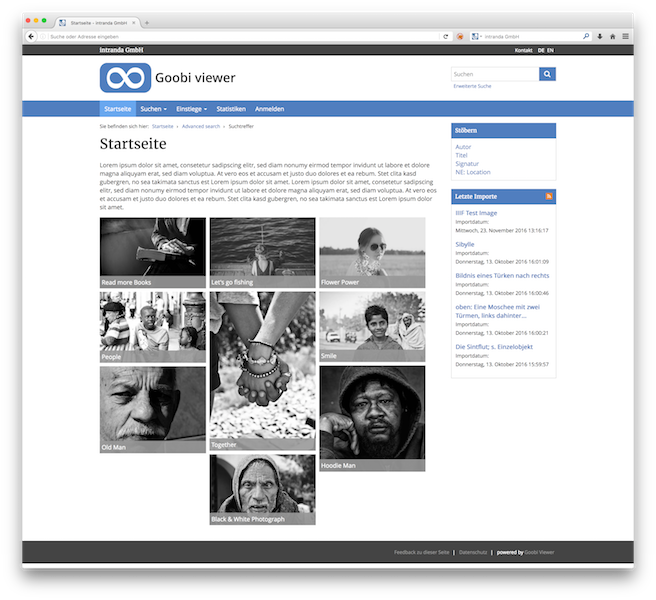 Startseite - intranda GmbH
Suche oder Adresse eingeben
intranda GmbH
intranda GmbH
Kontakt DE EN
Goobi viewer
Suchen
Erweiterte Suche
Startseite Suchen Einstiege Statistiken Anmelden
Sie befinden sich hier: Startseite › Advanced search › Suchtreffer
Startseite
Lorem ipsum dolor sit amet, consetetur sadipscing elitr, sed diam nonumy eirmod tempor invidunt ut labore et dolore
magna aliquyam erat, sed diam voluptua. At vero eos et accusam et justo duo dolores et ea rebum. Stet clita kasd
gubergren, no sea takimata sanctus est Lorem ipsum dolor sit amet. Lorem ipsum dolor sit amet, consetetur
sadipscing elitr, sed diam nonumy eirmod tempor invidunt ut labore et dolore magna aliquyam erat, sed diam voluptua. At vero eos
et accusam et justo duo dolores et ea rebum. Stet clita kasd gubergren, no sea takimata sanctus est Lorem ipsum dolor
sit amet.
Read more Books
Let's go fishing
Flower Power
People
Smile
Old Man
Together
Hoodie Man
Black & White Photograph
Stöbern
Autor
Titel
Signatur
NE: Location
Letzte Importe
IIIF Test Image
Importdatum:
Mittwoch, 23. November 2016 13:16:17
Sibylle
Importdatum:
Donnerstag, 13. Oktober 2016 16:01:09
Bildnis eines Türken nach rechts
Importdatum:
Donnerstag, 13. Oktober 2016 16:00:46
oben: Eine Moschee mit zwei
Türmen, links dahinter...
Importdatum:
Donnerstag, 13. Oktober 2016 16:00:21
Die Sintflut; s. Einzelobjekt
Importdatum:
Donnerstag, 13. Oktober 2016 15:59:57
Feedback zu dieser Seite | Datenschutz | powered by Goobi Viewer